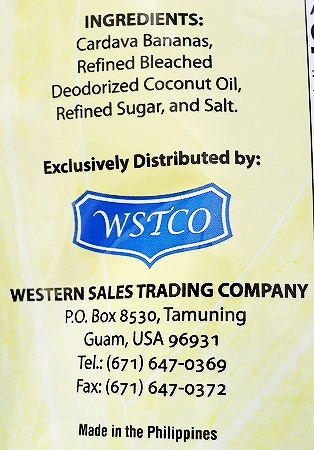 INGREDIENTS:
Cardava Bananas,
Refined Bleached
Deodorized Coconut Oil,
Refined Sugar, and Salt.
Exclusively Distributed by:
WSTCO
WESTERN SALES TRADING COMPANY
P.O. Box 8530, Tamuning
Guam, USA 96931
Tel.: (671) 647-0369
Fax: (671) 647-0372
Made in the Philippines